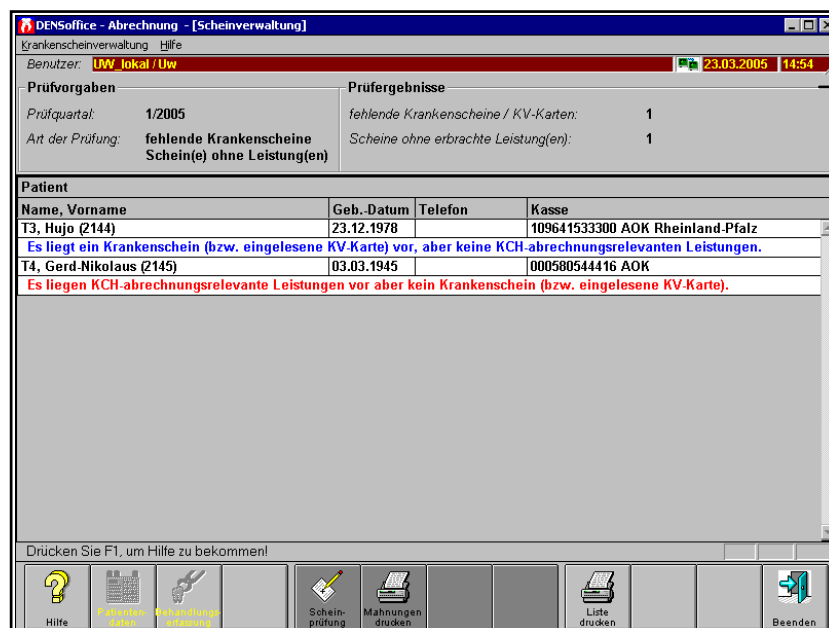 DENSoffice - Abrechnung - [Scheinverwaltung]
Krankenscheinverwaltung Hilfe
Benutzer: UW_lokal / Uw 23.03.2005 14:54
Prüfvorgaben Prüfergebnisse
Prüfquartal: 1/2005 fehlende Krankenscheine / KV-Karten: 1
Art der Prüfung: fehlende Krankenscheine Scheine ohne erbrachte Leistung(en): 1
Schein(e) ohne Leistung(en)
Patient
Name, Vorname Geb.-Datum Telefon Kasse
T3, Hujo (2144) 23.12.1978 109641533300 AOK Rheinland-Pfalz
Es liegt ein Krankenschein (bzw. eingelesene KV-Karte) vor, aber keine KCH-abrechnungsrelevanten Leistungen.
T4, Gerd-Nikolaus (2145) 03.03.1945 000580544416 AOK
Es liegen KCH-abrechnungsrelevante Leistungen vor aber kein Krankenschein (bzw. eingelesene KV-Karte).
Drücken Sie F1, um Hilfe zu bekommen!
Patienten- Behandlungs- Schein- Mahnungen Liste
Hilfe daten erfassung prüfung drucken drucken Beenden